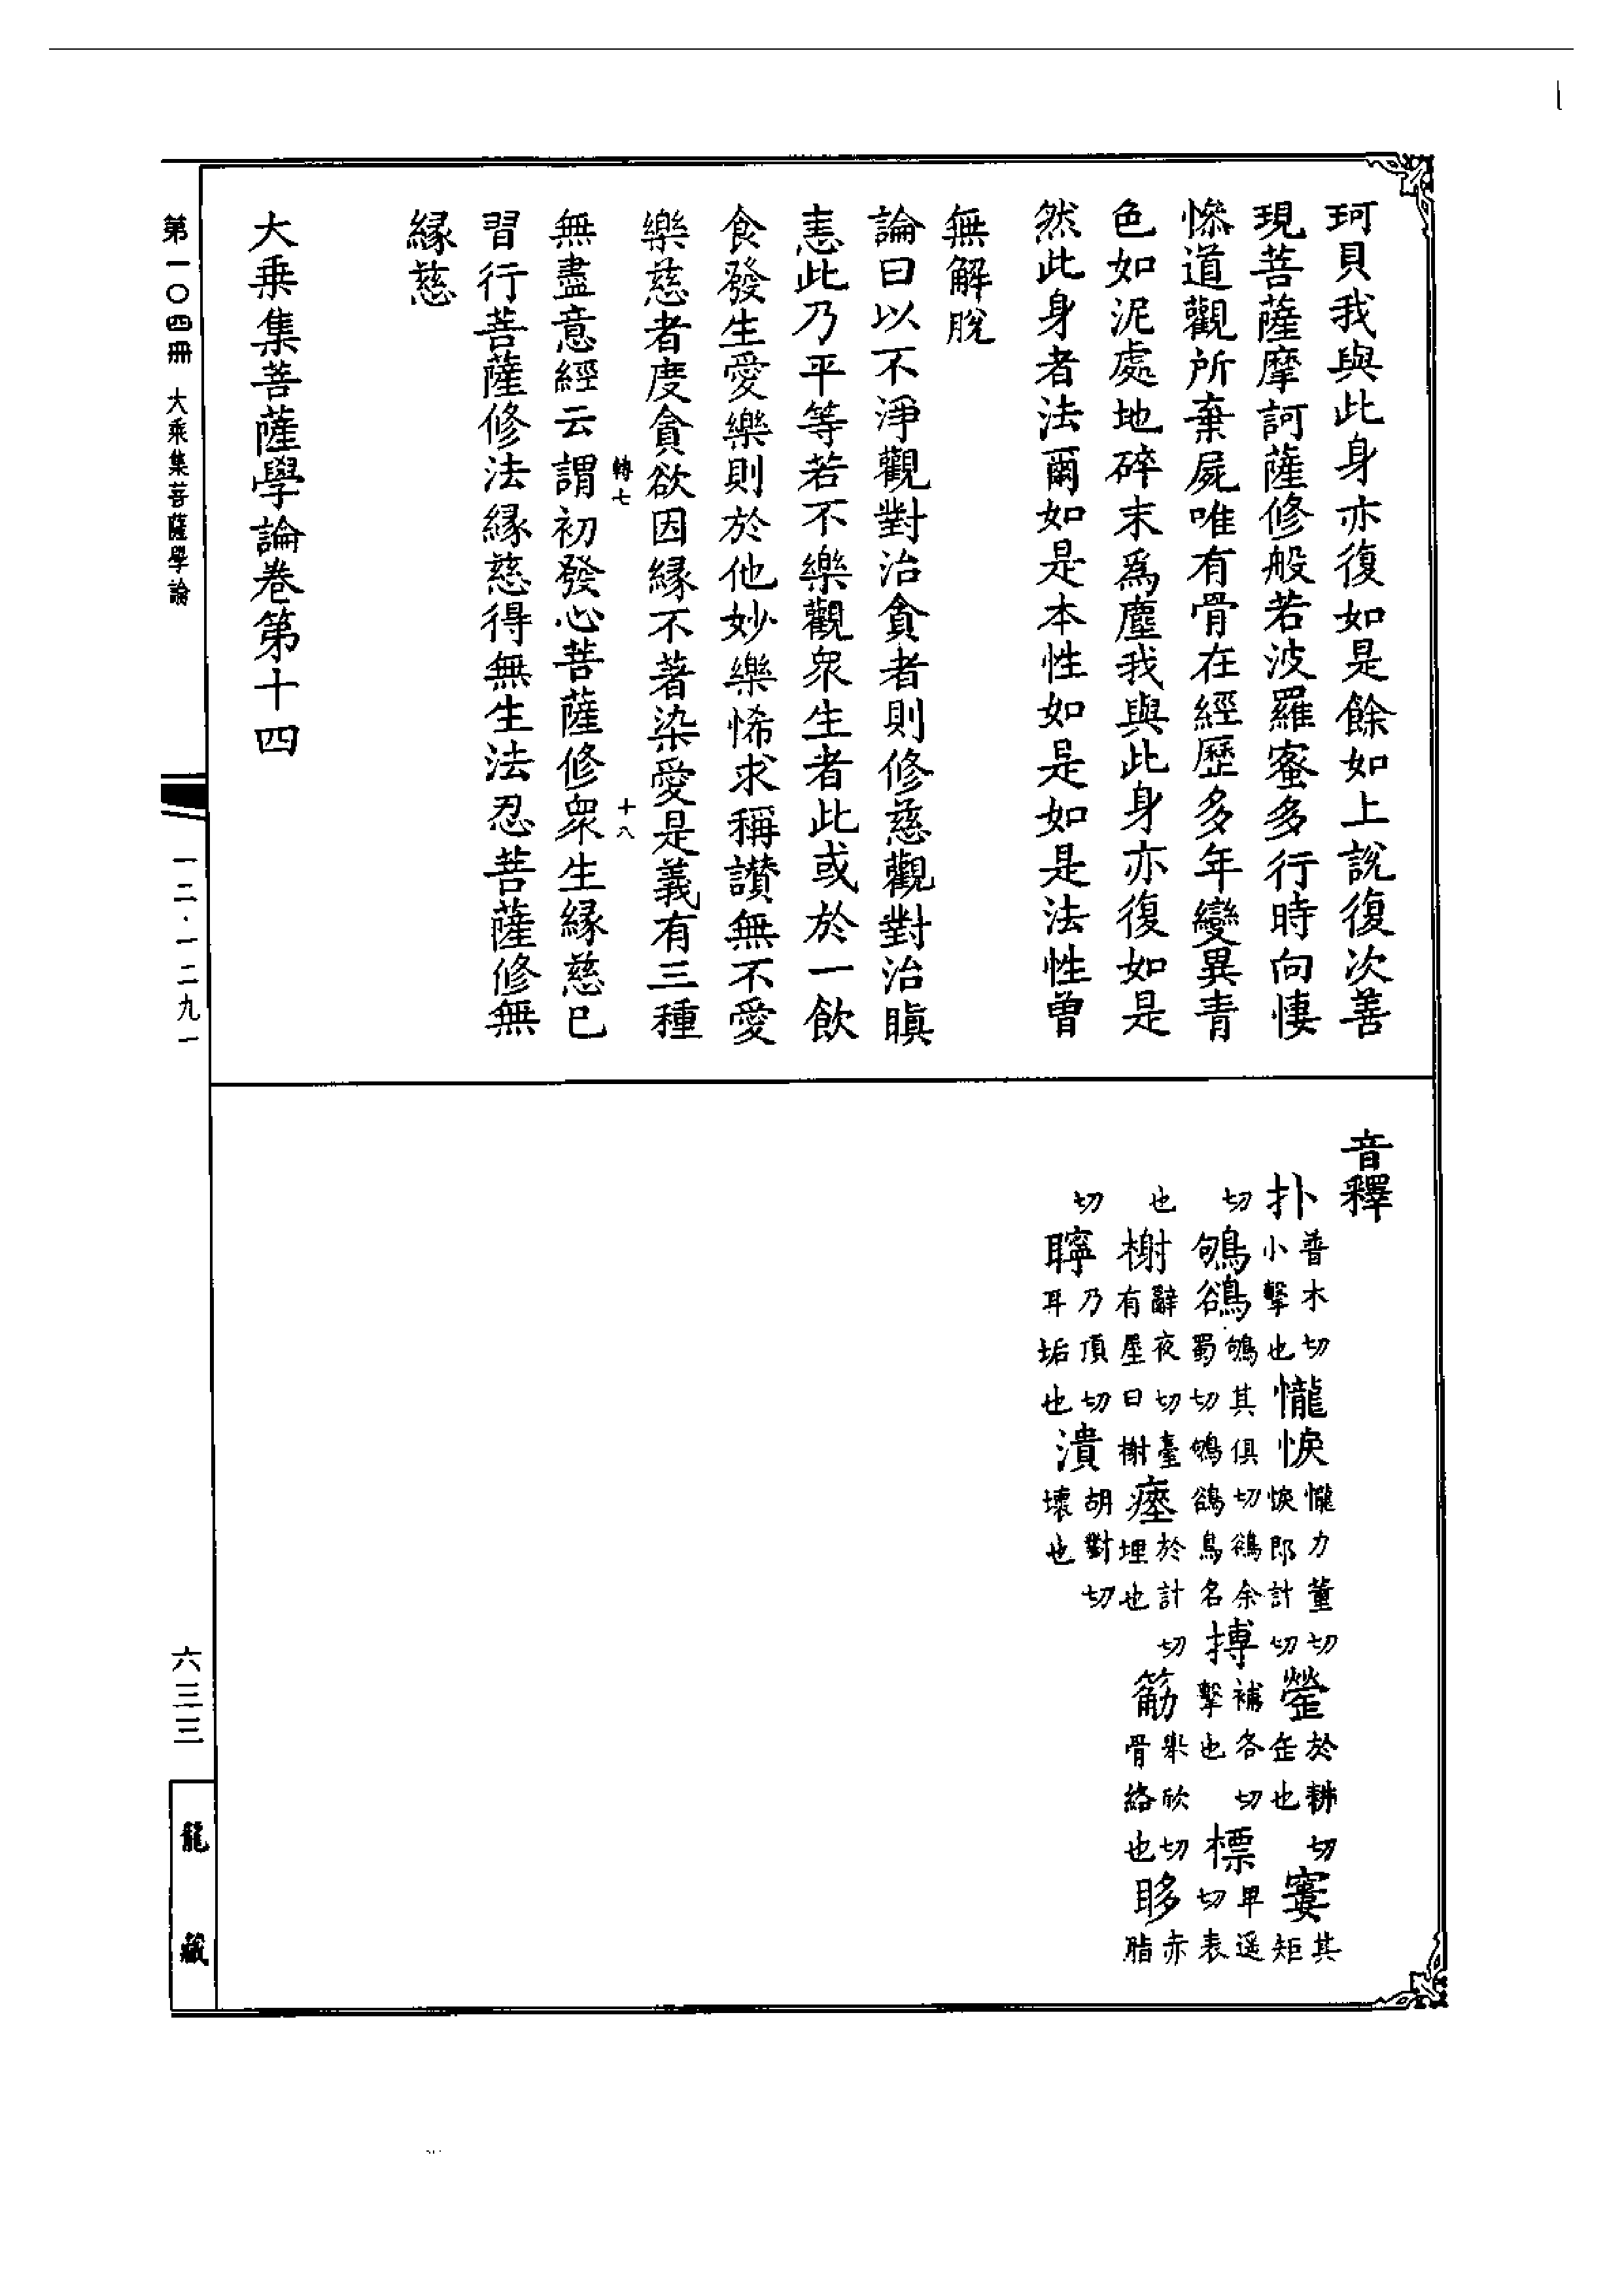 珂貝我與此身亦復如是餘如上說復次善
現菩薩摩訶薩修般若波羅蜜多行時向悽
慘道觀所棄屍唯有骨在經歷多年變異青
色如泥處地碎末為塵我與此身亦復如是
然此身者法爾如是本性如是如是法性曾
無解脫
論曰以不淨觀對治貪者則修慈觀對治瞋
恚此乃平等若不樂觀眾生者此或於一飲
食發生愛樂則於他妙樂悕求稱讚無不愛
樂慈者度貪欲因緣不著染愛是義有三種
轉七 十八
無盡意經云謂初發心菩薩修眾生緣慈已
習行菩薩修法緣慈得無生法忍菩薩修無
緣慈
大乘集菩薩學論卷第十四
音釋
扑普木切小擊也 㦕悷㦕力董切悷郎計切 罃於耕切缶也 窶其矩
切 鴝鵒鴝其俱切鵒余蜀切鴝鵒鳥名 搏補各切擊也 標卑遥切表
也 榭辭夜切臺有屋曰榭 瘞於計切埋也 筋舉欣切骨絡也 眵赤脂
切 聹乃頂切耳垢也 潰胡對切壞也
第一〇四冊 大乘集菩薩學論
一二·一二九一
六三三
龍藏